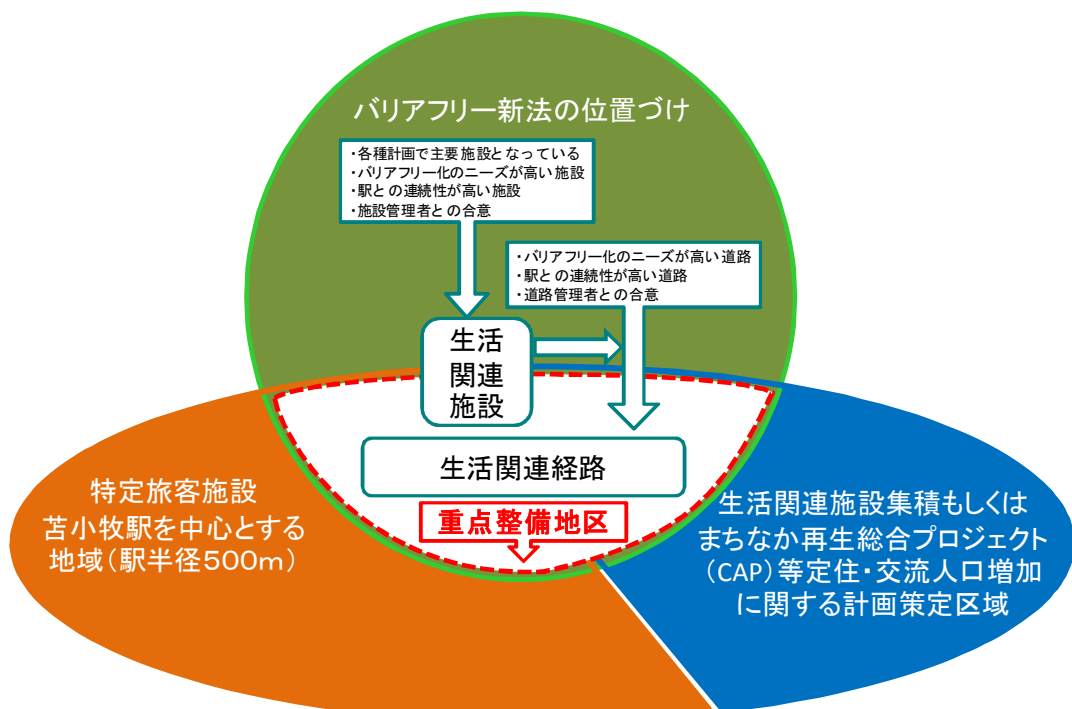 バリアフリー新法の位置づけ
・各種計画で主要施設となっている
・バリアフリー化のニーズが高い施設
・駅との連続性が高い施設
・施設管理者との合意
・バリアフリー化のニーズが高い道路
・駅との連続性が高い道路
・道路管理者との合意
生活
関連
施設
生活関連経路
重点整備地区
特定旅客施設
苫小牧駅を中心とする
地域（駅半径500m）
生活関連施設集積もしくは
まちなか再生総合プロジェクト
（CAP）等定住・交流人口増加
に関する計画策定区域